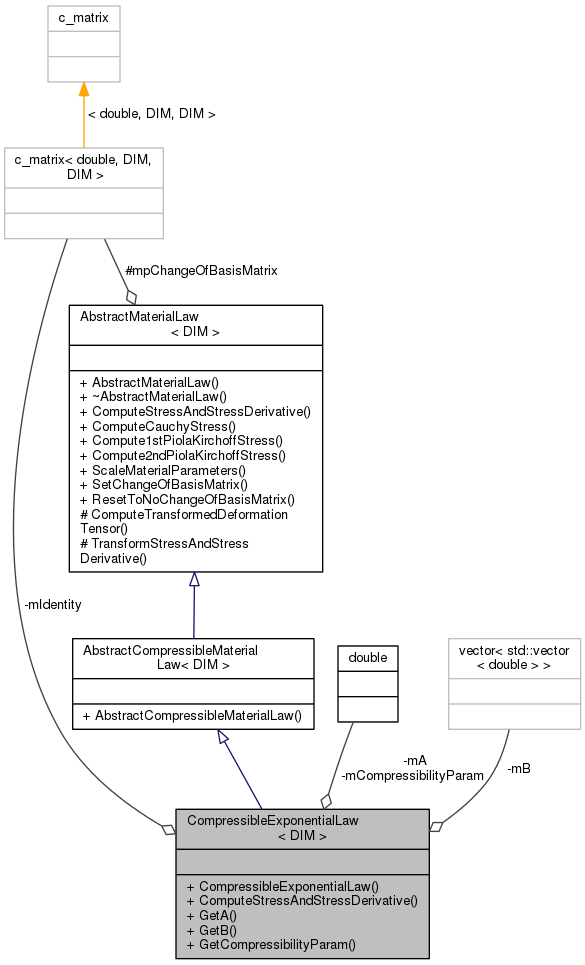 c_matrix
< double, DIM, DIM >
c_matrix< double, DIM,
DIM >
#mpChangeOfBasisMatrix
AbstractMaterialLaw
< DIM >
+ AbstractMaterialLaw()
+ ~AbstractMaterialLaw()
+ ComputeStressAndStressDerivative()
+ ComputeCauchyStress()
+ Compute1stPiolaKirchoffStress()
+ Compute2ndPiolaKirchoffStress()
+ ScaleMaterialParameters()
+ SetChangeOfBasisMatrix()
+ ResetToNoChangeOfBasisMatrix()
# ComputeTransformedDeformation
Tensor()
# TransformStressAndStress
Derivative()
-mIdentity
AbstractCompressibleMaterial
Law< DIM >
+ AbstractCompressibleMaterialLaw()
double
vector< std::vector
< double > >
-mA
-mCompressibilityParam
-mB
CompressibleExponentialLaw
< DIM >
+ CompressibleExponentialLaw()
+ ComputeStressAndStressDerivative()
+ GetA()
+ GetB()
+ GetCompressibilityParam()